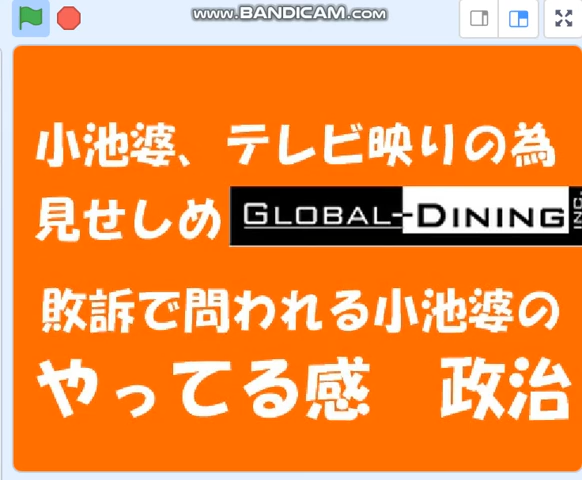 www.BANDICAM.com
小池婆、テレビ映りの為
見せしめ GLOBAL-DINING INC.
敗訴で問われる小池婆の
やってる感　政治